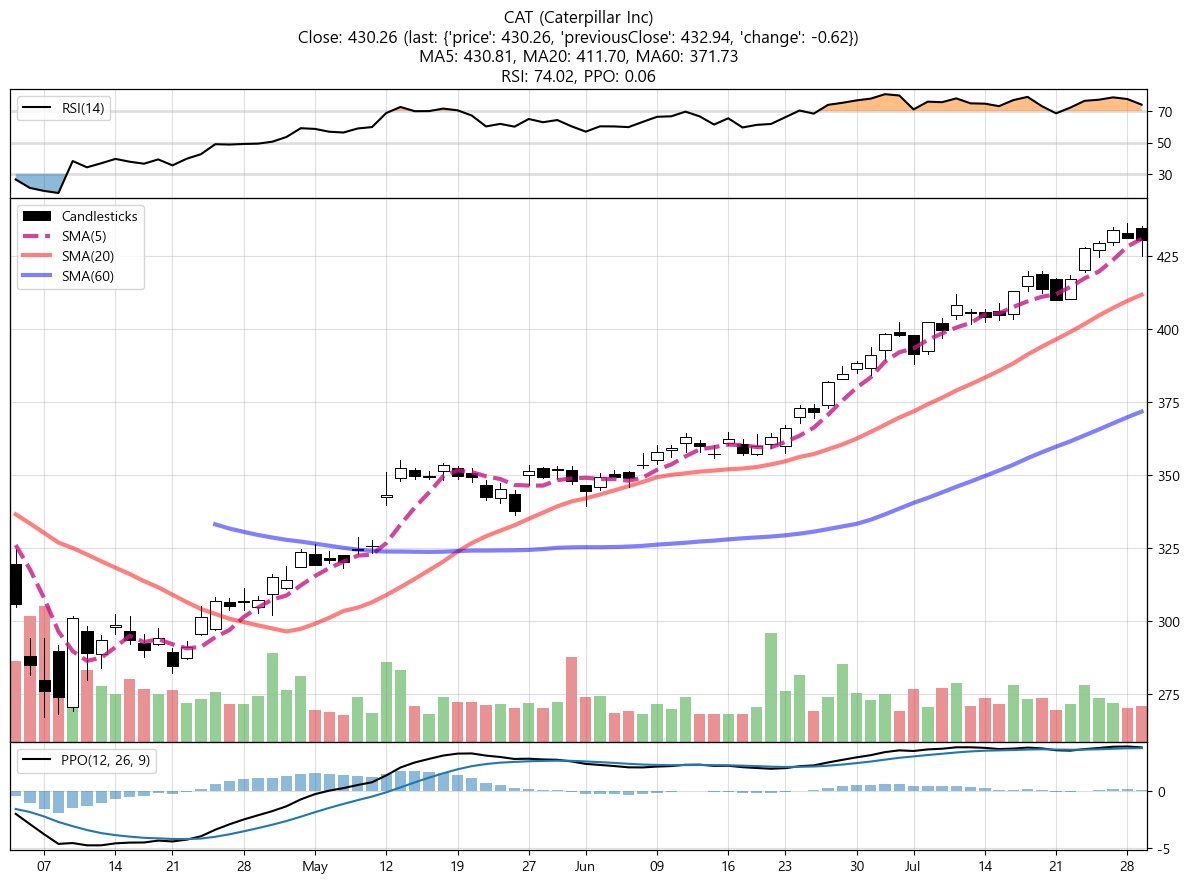 CAT (Caterpillar Inc)
Close: 430.26 (last: {'price': 430.26, 'previousClose': 432.94, 'change': -0.62})
MA5: 430.81, MA20: 411.70, MA60: 371.73
RSI: 74.02, PPO: 0.06
RSI(14)
70
50
30
Candlesticks
SMA(5)
SMA(20)
SMA(60)
425
400
375
350
325
300
275
PPO(12, 26, 9)
0
-5
07 14 21 28 May 12 19 27 Jun 09 16 23 30 Jul 14 21 28